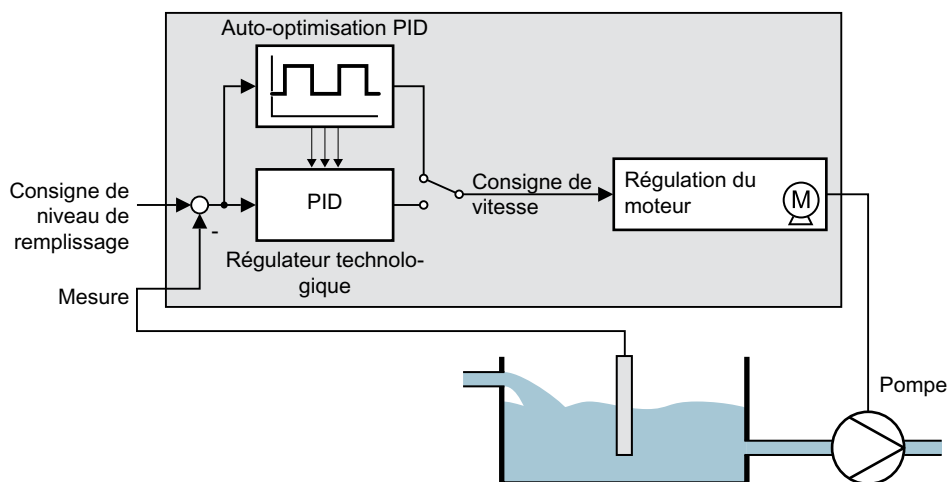 Auto-optimisation PID
Consigne de
niveau de
remplissage
-
PID
Régulateur technolo-
gique
Consigne de
vitesse
Régulation du
moteur
M
Mesure
Pompe